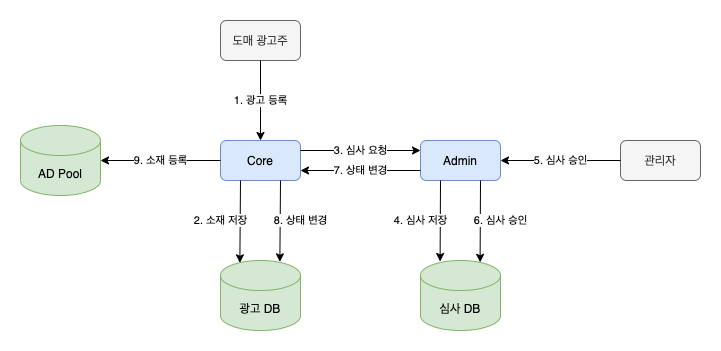 도매 광고주
1. 광고 등록
3. 심사 요청
9. 소재 등록
Core
Admin
5. 심사 승인
관리자
AD Pool
7. 상태 변경
2. 소재 저장
8. 상태 변경
4. 심사 저장
6. 심사 승인
광고 DB
심사 DB